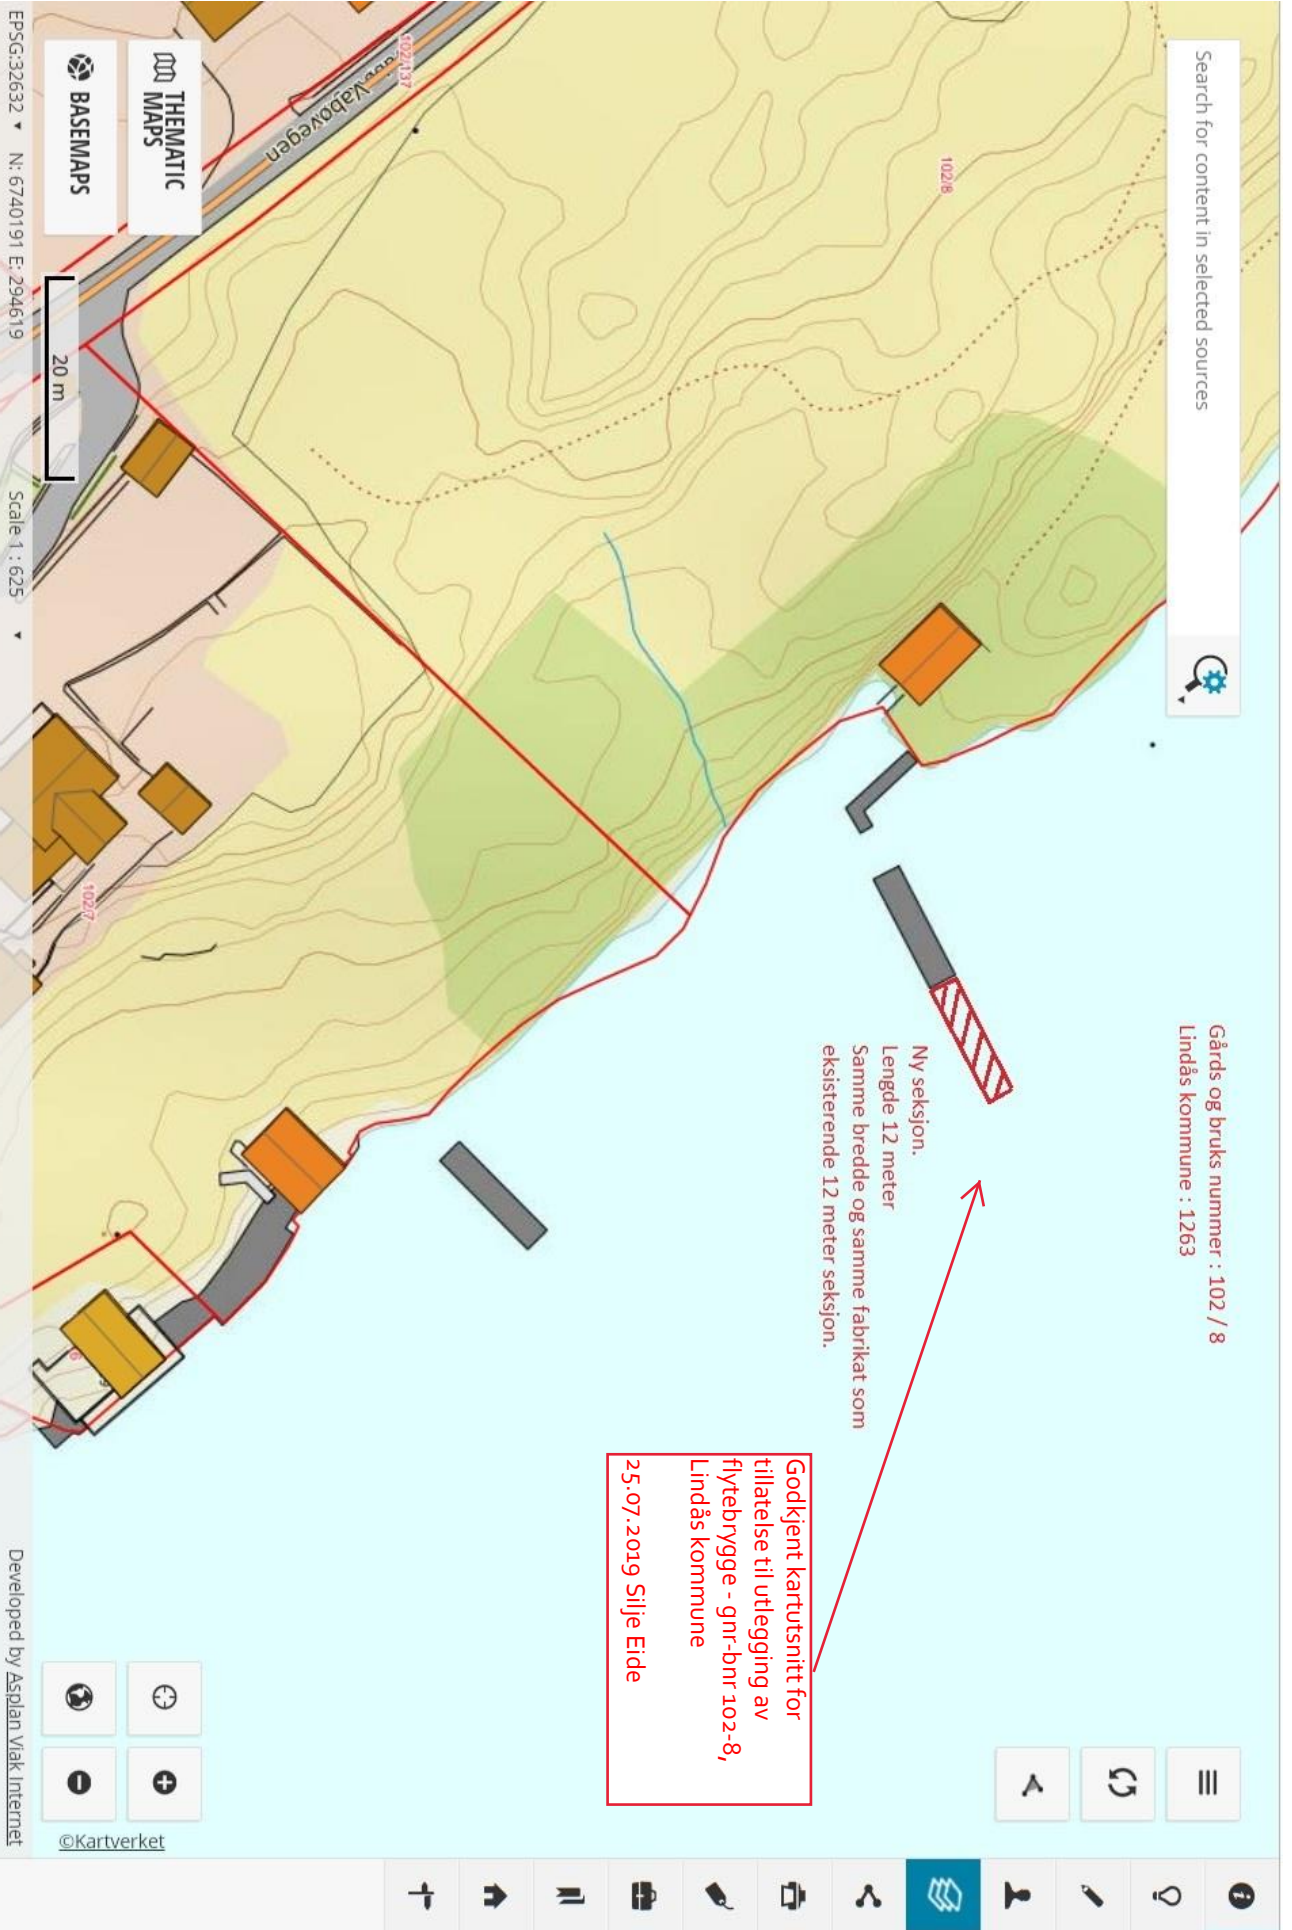 Search for content in selected sources
Gårds og bruks nummer : 102 / 8
Lindås kommune : 1263
102/8
Ny seksjon.
Lengde 12 meter
Samme bredde og samme fabrikat som
eksisterende 12 meter seksjon.
Godkjent kartutsnitt for
tillatelse til utlegging av
flytebrygge - gnr-bnr 102-8,
Lindås kommune
25.07.2019 Silje Eide
102/137
Vabøvegen
THEMATIC
MAPS
BASEMAPS
102/7
6
20 m
©Kartverket
EPSG:32632 N: 6740191 E: 294619 Scale 1 : 625 Developed by Asplan Viak Internet